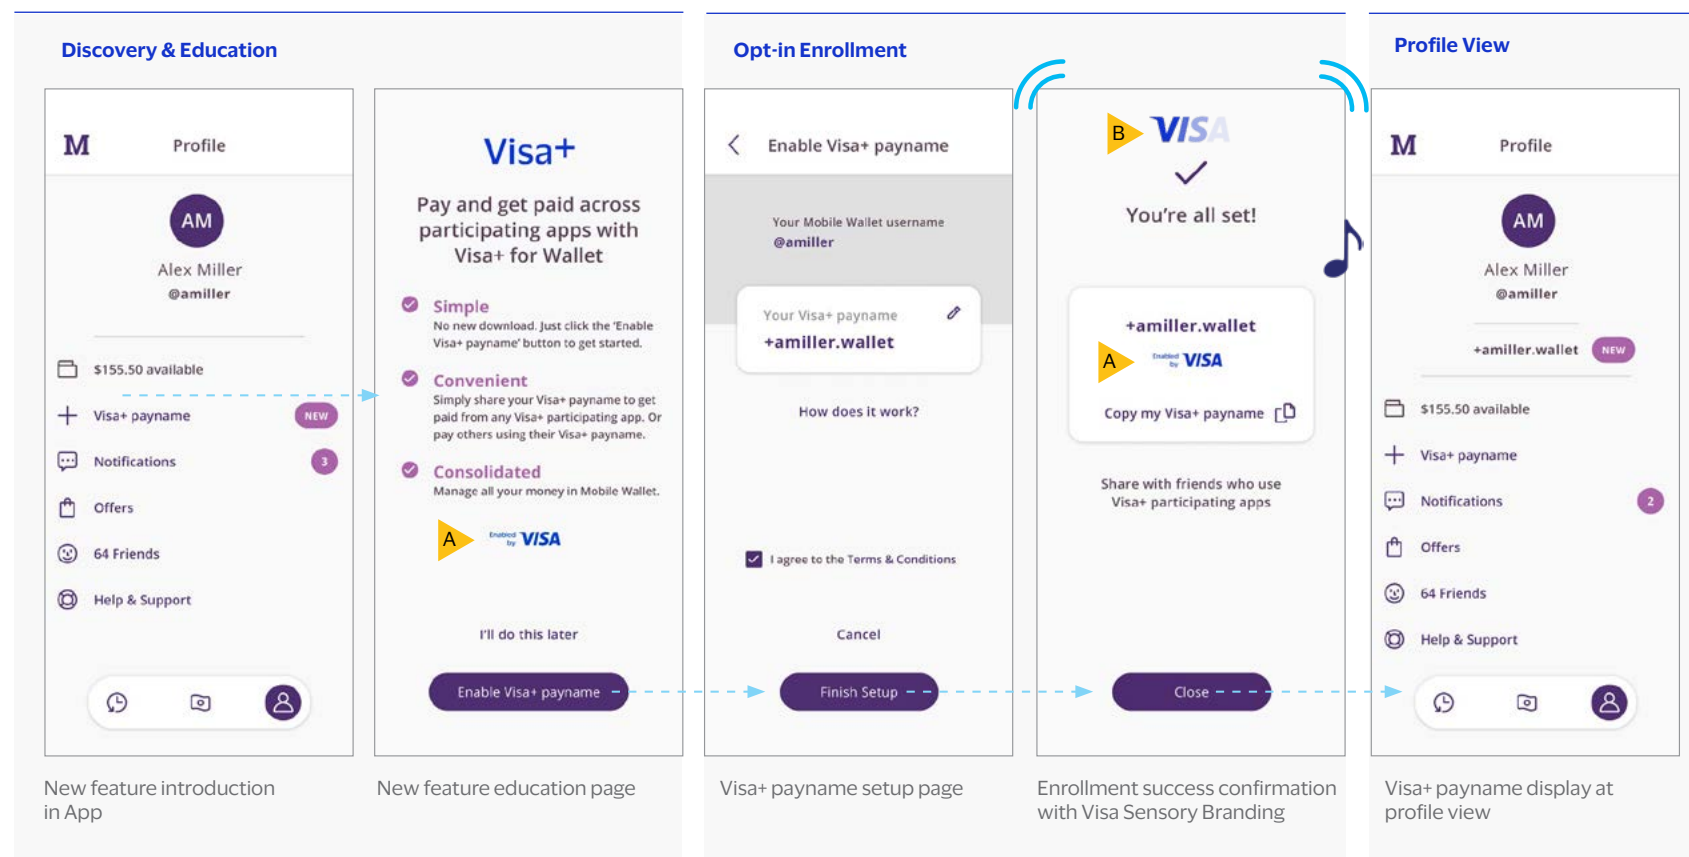 Discovery & Education
M
Profile
AM
Alex Miller
@amiller
$155.50 available
Visa+ payname
NEW
Notifications
3
Offers
64 Friends
Help & Support
New feature introduction
in App
Visa+
Pay and get paid across
participating apps with
Visa+ for Wallet
Simple
No new download. Just click the 'Enable
Visa+ payname' button to get started.
Convenient
Simply share your Visa+ payname to get
paid from any Visa+ participating app. Or
pay others using their Visa+ payname.
Consolidated
Manage all your money in Mobile Wallet.
A
Enabled
by VISA
I'll do this later
Enable Visa+ payname
New feature education page
Opt-in Enrollment
Enable Visa+ payname
Your Mobile Wallet username
@amiller
Your Visa+ payname
+amiller.wallet
How does it work?
I agree to the Terms & Conditions
Cancel
Finish Setup
Visa+ payname setup page
B
VISA
You're all set!
+amiller.wallet
A
Enabled
by VISA
Copy my Visa+ payname
Share with friends who use
Visa+ participating apps
Close
Enrollment success confirmation
with Visa Sensory Branding
Profile View
M
Profile
AM
Alex Miller
@amiller
+amiller.wallet
NEW
$155.50 available
Visa+ payname
Notifications
2
Offers
64 Friends
Help & Support
Visa+ payname display at
profile view